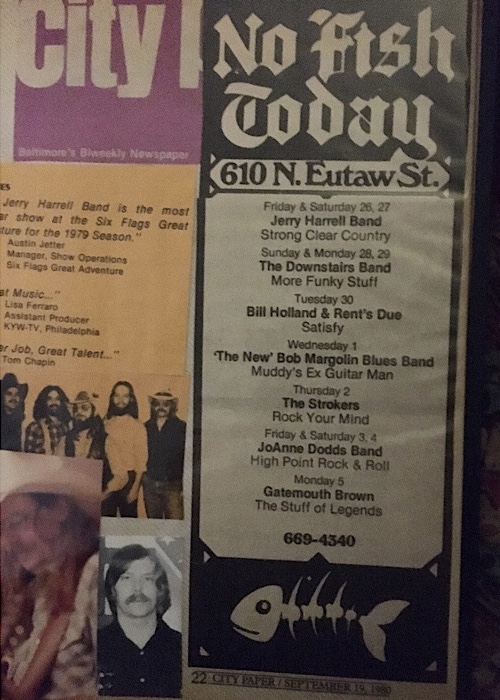 City
Baltimore's Biweekly Newspaper
Jerry Harrell Band is the most
show at the Six Flags Great
for the 1979 Season."
Austin Jetter
Manager, Show Operations
Six Flags Great Adventure
Music..."
Lisa Ferraro
Assistant Producer
KYW-TV, Philadelphia
Job, Great Talent..."
Tom Chapin
No Fish
Today
610 N. Eutaw St.
Friday & Saturday 26, 27
Jerry Harrell Band
Strong Clear Country
Sunday & Monday 28, 29
The Downstairs Band
More Funky Stuff
Tuesday 30
Bill Holland & Rent's Due
Satisfy
Wednesday 1
'The New' Bob Margolin Blues Band
Muddy's Ex Guitar Man
Thursday 2
The Strokers
Rock Your Mind
Friday & Saturday 3, 4
JoAnne Dodds Band
High Point Rock & Roll
Monday 5
Gatemouth Brown
The Stuff of Legends
669-4340
22 CITY PAPER / SEPTEMBER 19, 1980